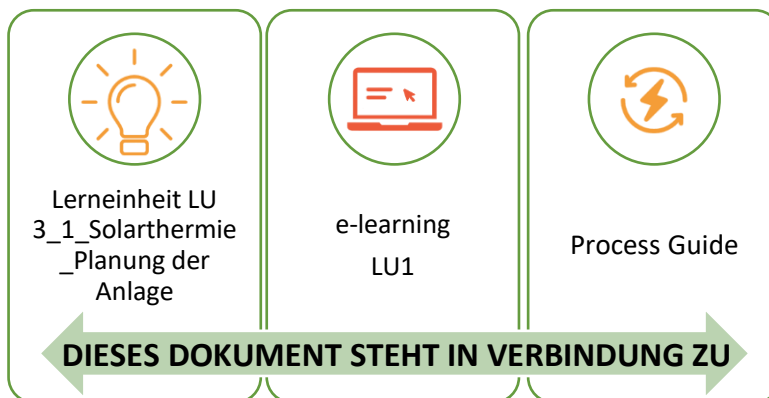 Lerneinheit LU
3_1_Solarthermie
_Planung der
Anlage
e-learning
LU1
Process Guide
DIESES DOKUMENT STEHT IN VERBINDUNG ZU